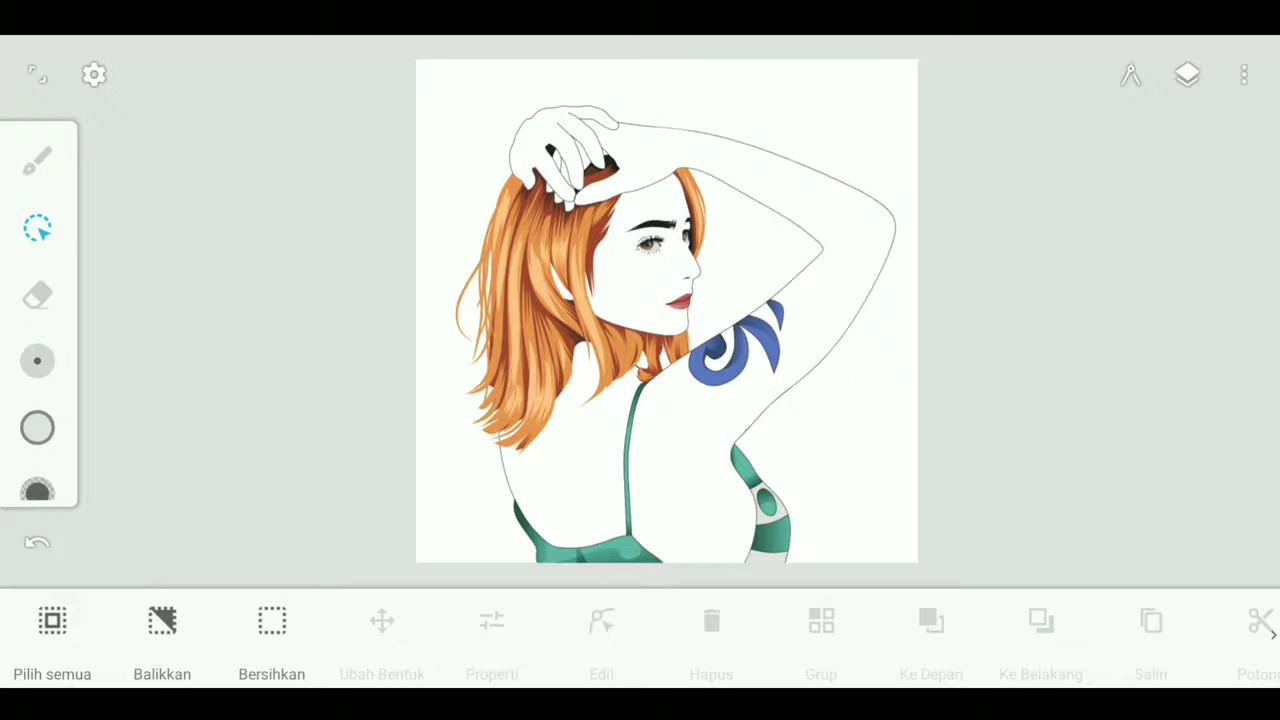 Pilih semua
Balikkan
Bersihkan
Ubah Bentuk
Properti
Edit
Hapus
Grup
Ke Depan
Ke Belakang
Salin